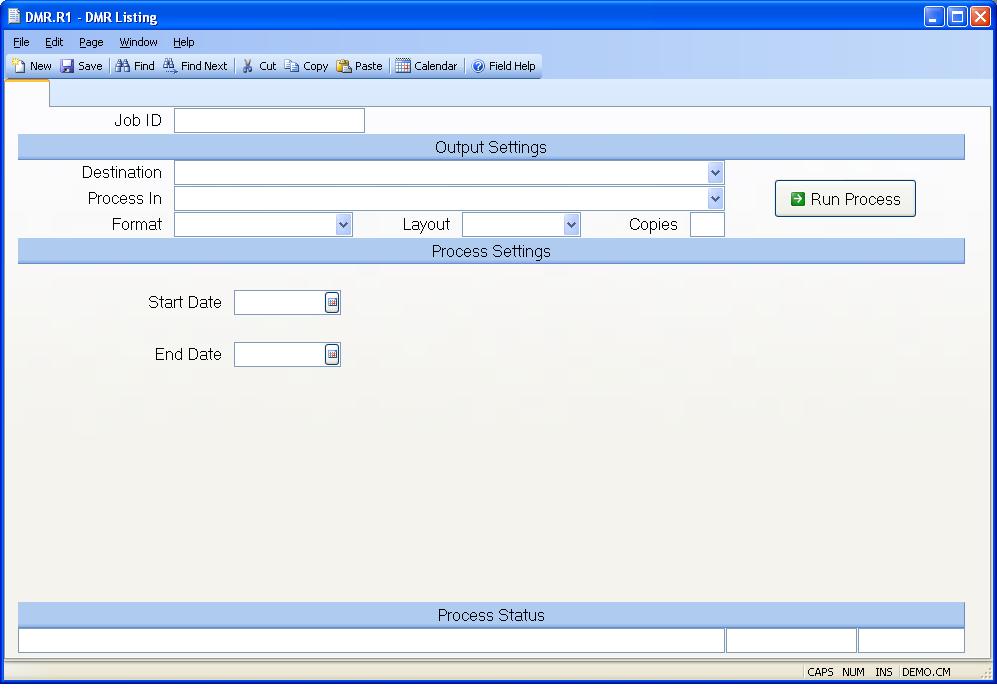 DMR.R1 - DMR Listing
File Edit Page Window Help
New Save Find Find Next Cut Copy Paste Calendar Field Help
Job ID
Output Settings
Destination
Process In
Run Process
Format Layout Copies
Process Settings
Start Date
End Date
Process Status
CAPS NUM INS DEMO.CM